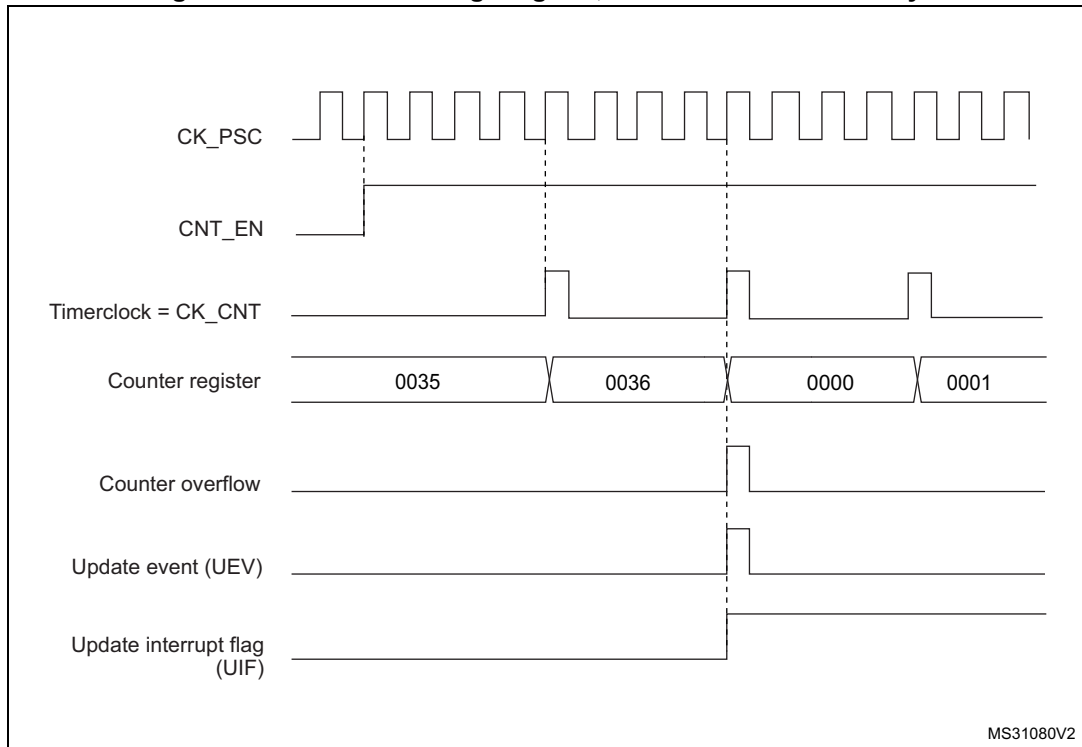 CK_PSC
CNT_EN
Timerclock = CK_CNT
Counter register
0035
0036
0000
0001
Counter overflow
Update event (UEV)
Update interrupt flag
(UIF)
MS31080V2